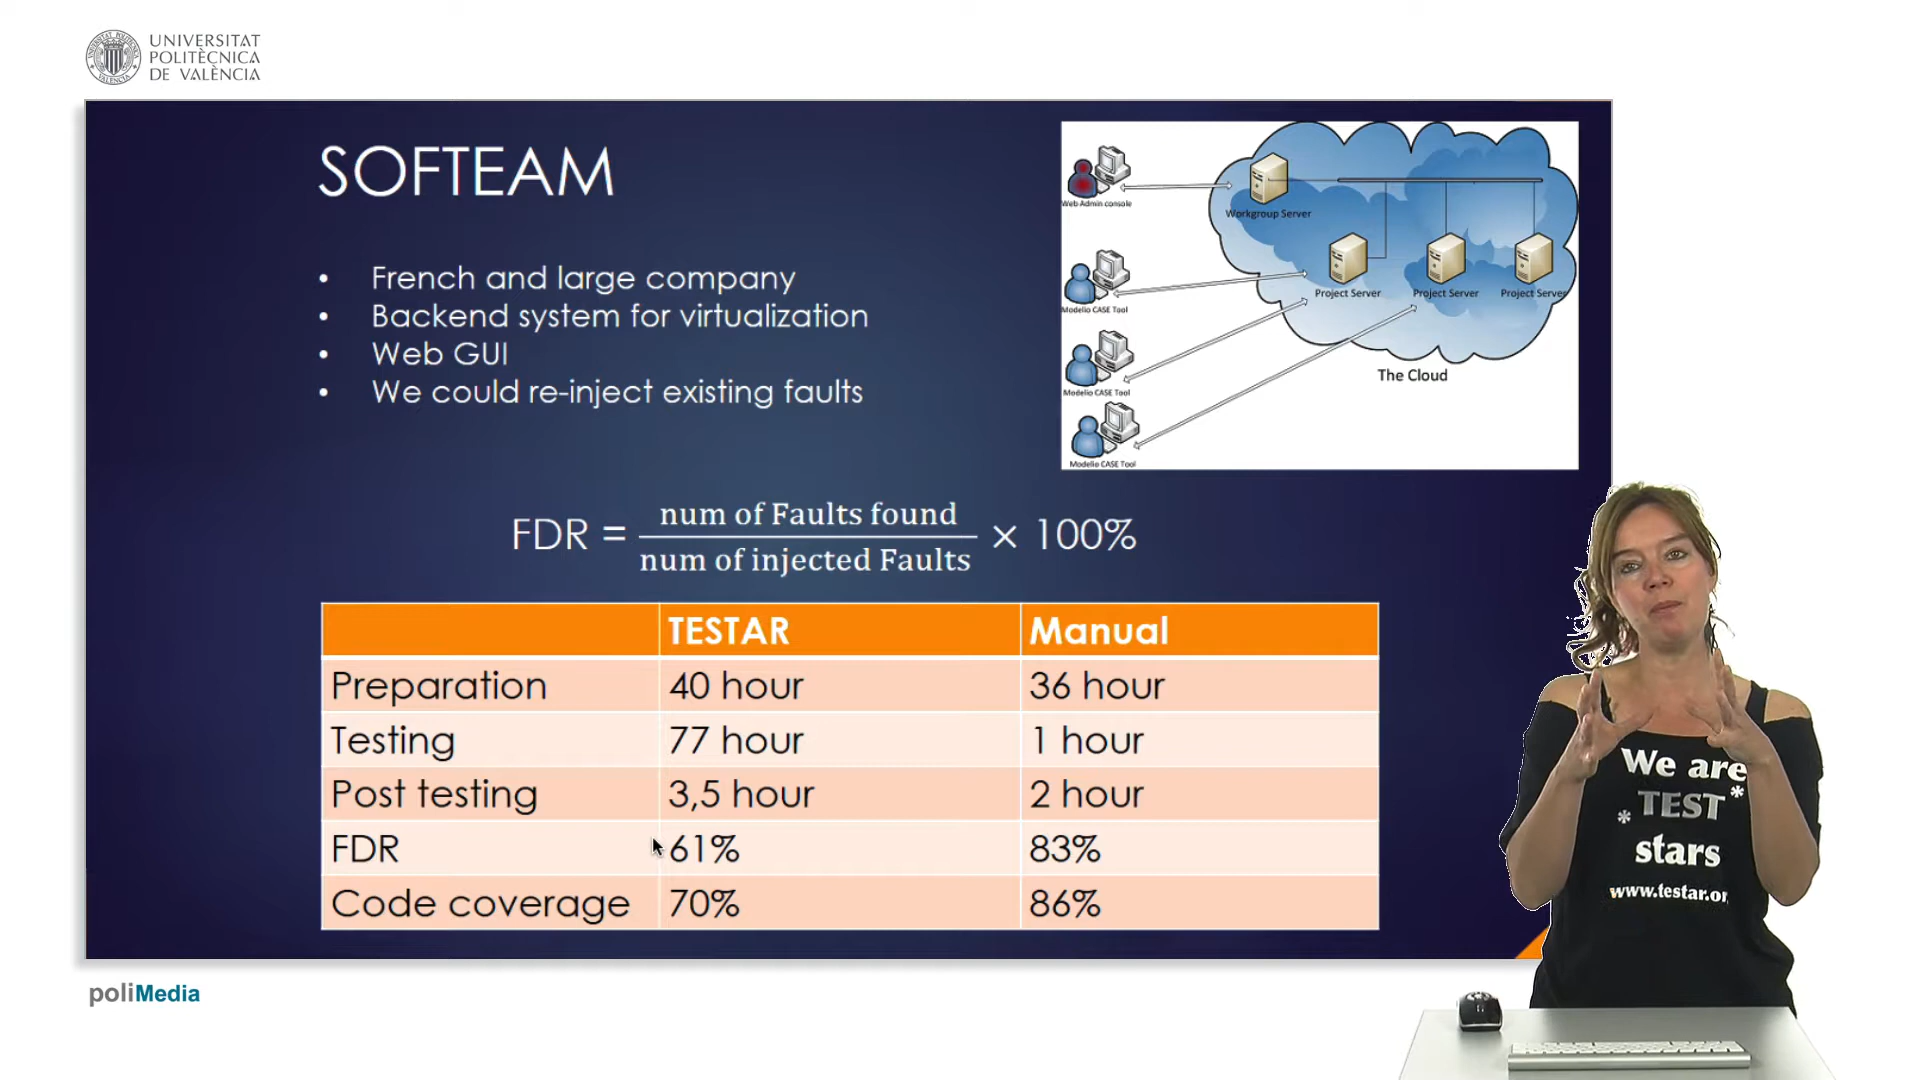 UNIVERSITAT
POLITÈCNICA
DE VALÈNCIA
SOFTEAM
• French and large company
• Backend system for virtualization
• Web GUI
• We could re-inject existing faults
Web Admin console
Workgroup Server
Modelio CASE Tool
Project Server
Project Server
Project Server
Modelio CASE Tool
Modelio CASE Tool
The Cloud
FDR = num of Faults found / num of injected Faults × 100%
TESTAR Manual
Preparation 40 hour 36 hour
Testing 77 hour 1 hour
Post testing 3,5 hour 2 hour
FDR 61% 83%
Code coverage 70% 86%
We are
* TEST *
stars
www.testar.or
poliMedia